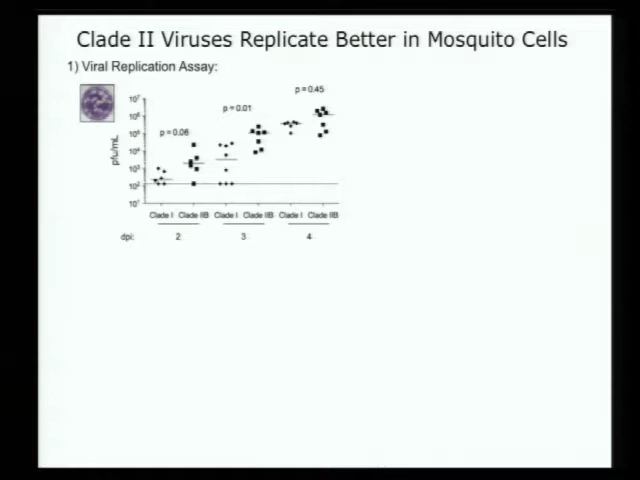 Clade II Viruses Replicate Better in Mosquito Cells
1) Viral Replication Assay:
p = 0.45
p = 0.01
p = 0.06
pfu/mL
10⁷
10⁶
10⁵
10⁴
10³
10²
10¹
Clade I Clade IIB Clade I Clade IIB Clade I Clade IIB
dpi: 2 3 4